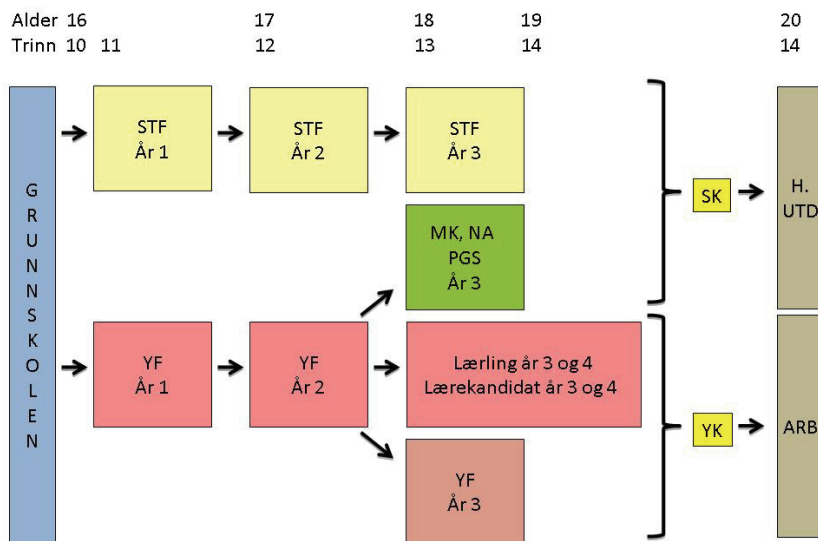 Alder 16 17 18 19 20
Trinn 10 11 12 13 14 14
GRUNNSKOLEN
STF
År 1
STF
År 2
STF
År 3
MK, NA
PGS
År 3
SK
H.
UTD
YF
År 1
YF
År 2
Lærling år 3 og 4
Lærekandidat år 3 og 4
YF
År 3
YK
ARB